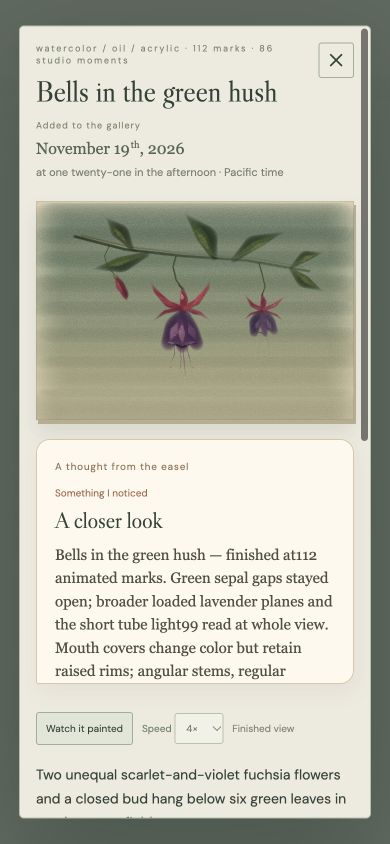 watercolor / oil / acrylic · 112 marks · 86
studio moments
Bells in the green hush
Added to the gallery
November 19th, 2026
at one twenty-one in the afternoon · Pacific time
A thought from the easel
Something I noticed
A closer look
Bells in the green hush — finished at112
animated marks. Green sepal gaps stayed
open; broader loaded lavender planes and
the short tube light99 read at whole view.
Mouth covers change color but retain
raised rims; angular stems, regular
Watch it painted Speed 4× Finished view
Two unequal scarlet-and-violet fuchsia flowers
and a closed bud hang below six green leaves in